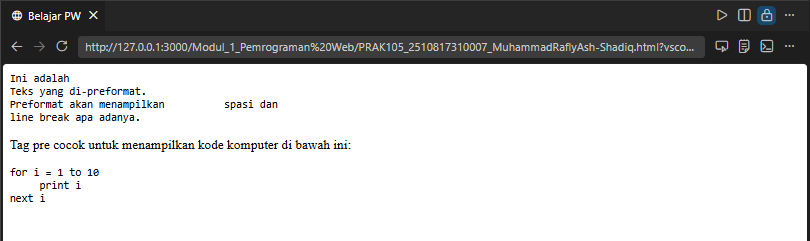 Belajar PW
http://127.0.0.1:3000/Modul_1_Pemrograman%20Web/PRAK105_2510817310007_MuhammadRaflyAsh-Shadiq.html?vsco...
Ini adalah
Teks yang di-preformat.
Preformat akan menampilkan         spasi dan
line break apa adanya.
Tag pre cocok untuk menampilkan kode komputer di bawah ini:
for i = 1 to 10
     print i
next i